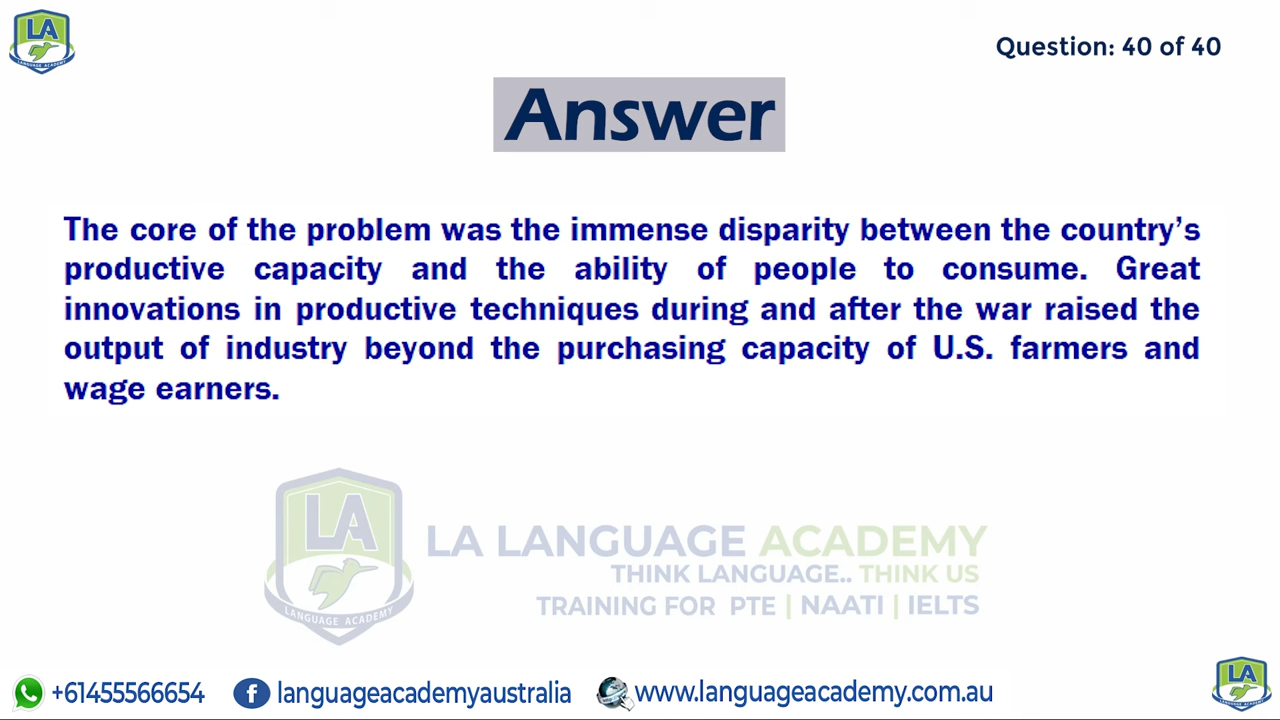 LA
LANGUAGE ACADEMY
Question: 40 of 40
Answer
The core of the problem was the immense disparity between the country’s
productive capacity and the ability of people to consume. Great
innovations in productive techniques during and after the war raised the
output of industry beyond the purchasing capacity of U.S. farmers and
wage earners.
LA
LANGUAGE ACADEMY
LA LANGUAGE ACADEMY
THINK LANGUAGE.. THINK US
TRAINING FOR PTE | NAATI | IELTS
+61455566654 languageacademyaustralia www.languageacademy.com.au
LA
LANGUAGE ACADEMY